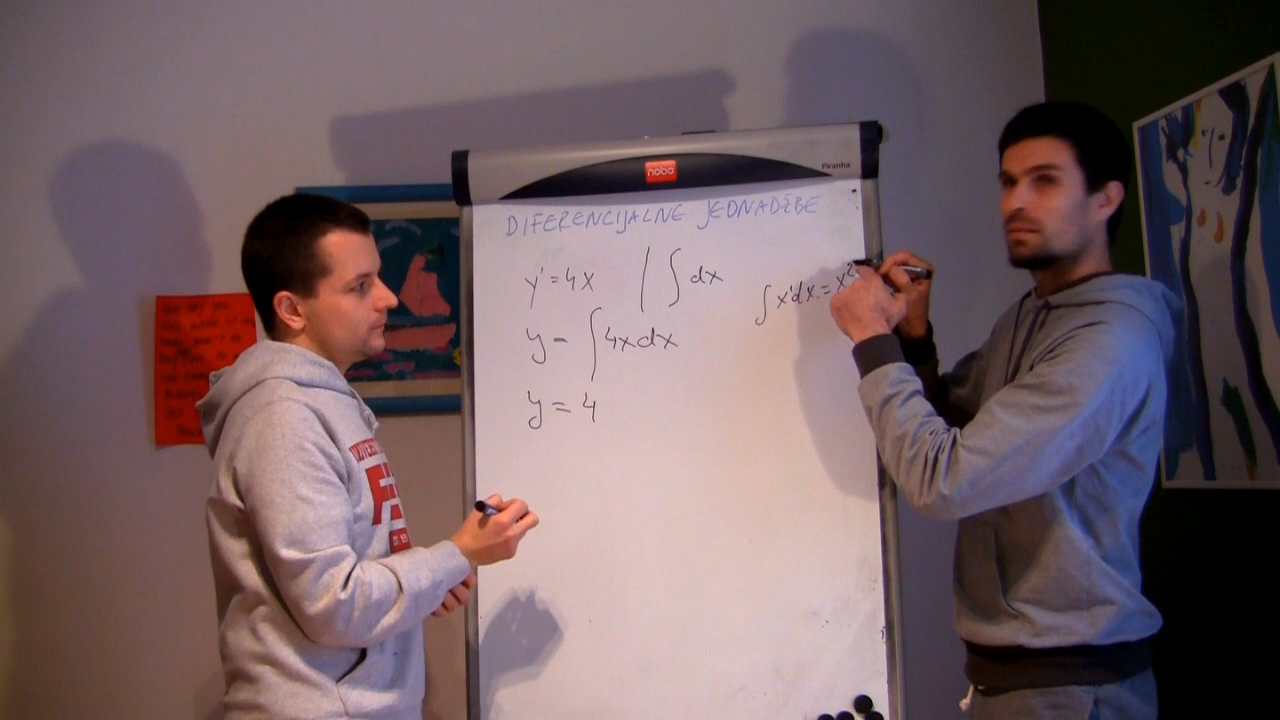 nobo
Piranha
DIFERENCIJALNE JEDNADŽBE
y' = 4x / ∫ dx
∫ x'dx = x²
y = ∫ 4x dx
y = 4